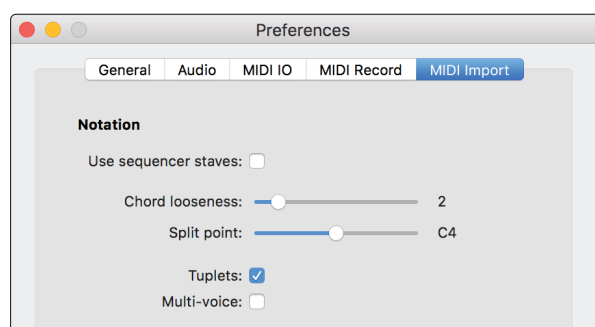 Preferences
General Audio MIDI IO MIDI Record MIDI Import
Notation
Use sequencer staves:
Chord looseness: 2
Split point: C4
Tuplets:
Multi-voice: